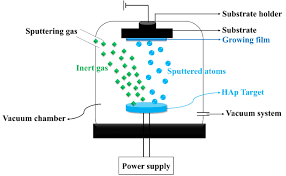 Substrate holder
Sputtering gas
Substrate
Growing film
Inert gas
Sputtered atoms
HAp Target
Vacuum chamber
Vacuum system
Power supply